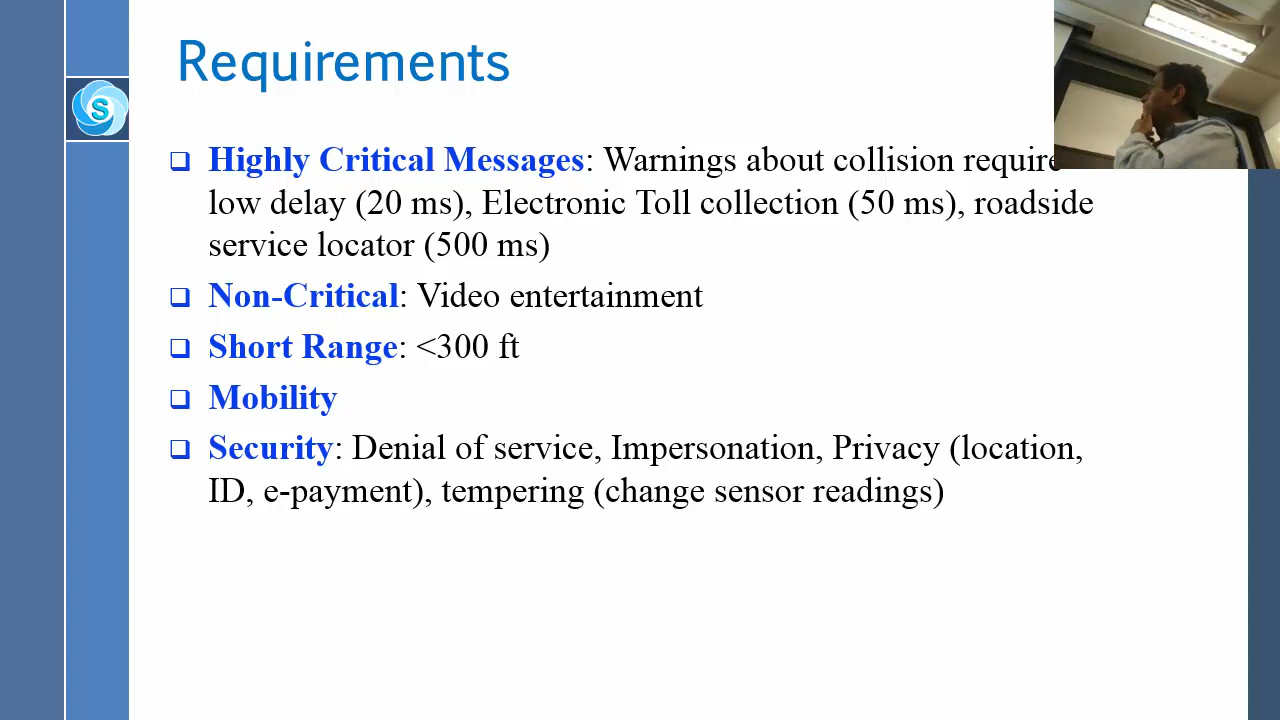 Requirements
S
Highly Critical Messages: Warnings about collision require
low delay (20 ms), Electronic Toll collection (50 ms), roadside
service locator (500 ms)
Non-Critical: Video entertainment
Short Range: <300 ft
Mobility
Security: Denial of service, Impersonation, Privacy (location,
ID, e-payment), tempering (change sensor readings)